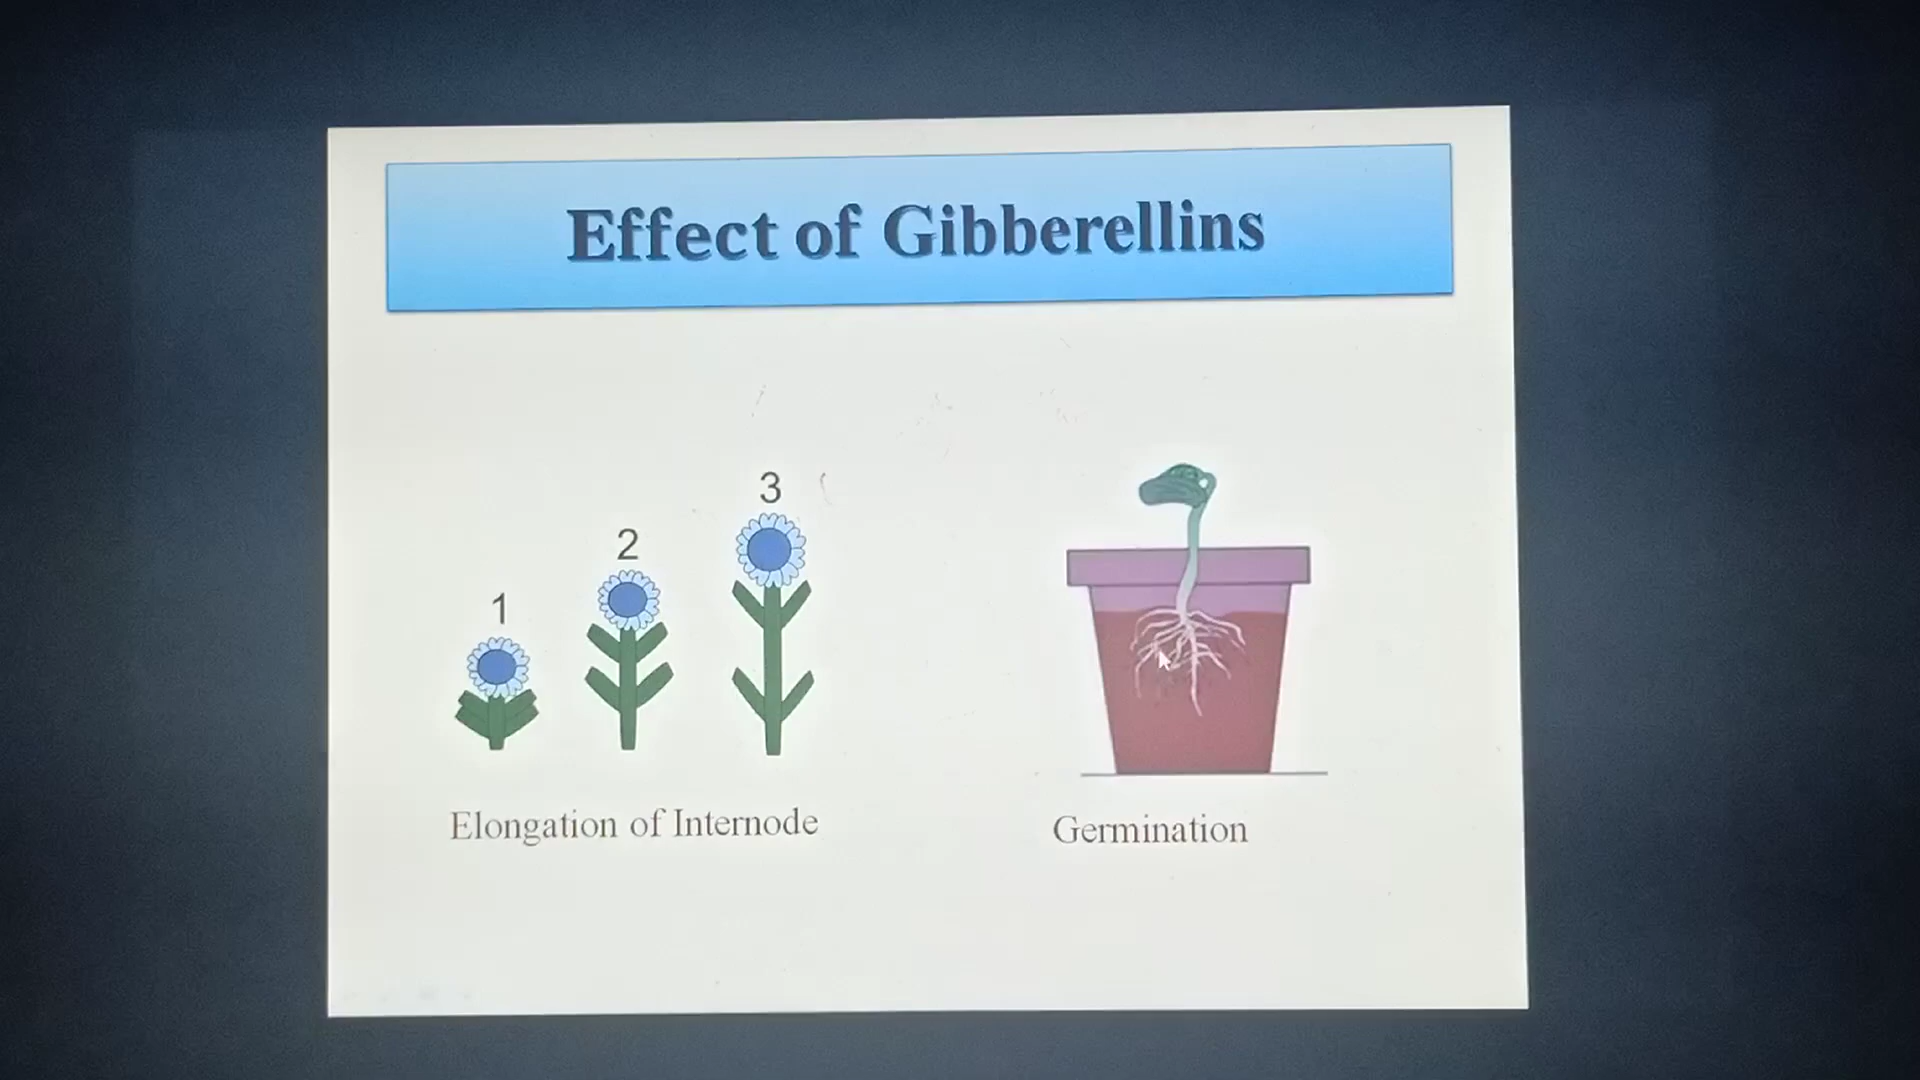 Effect of Gibberellins
1
2
3
Elongation of Internode
Germination